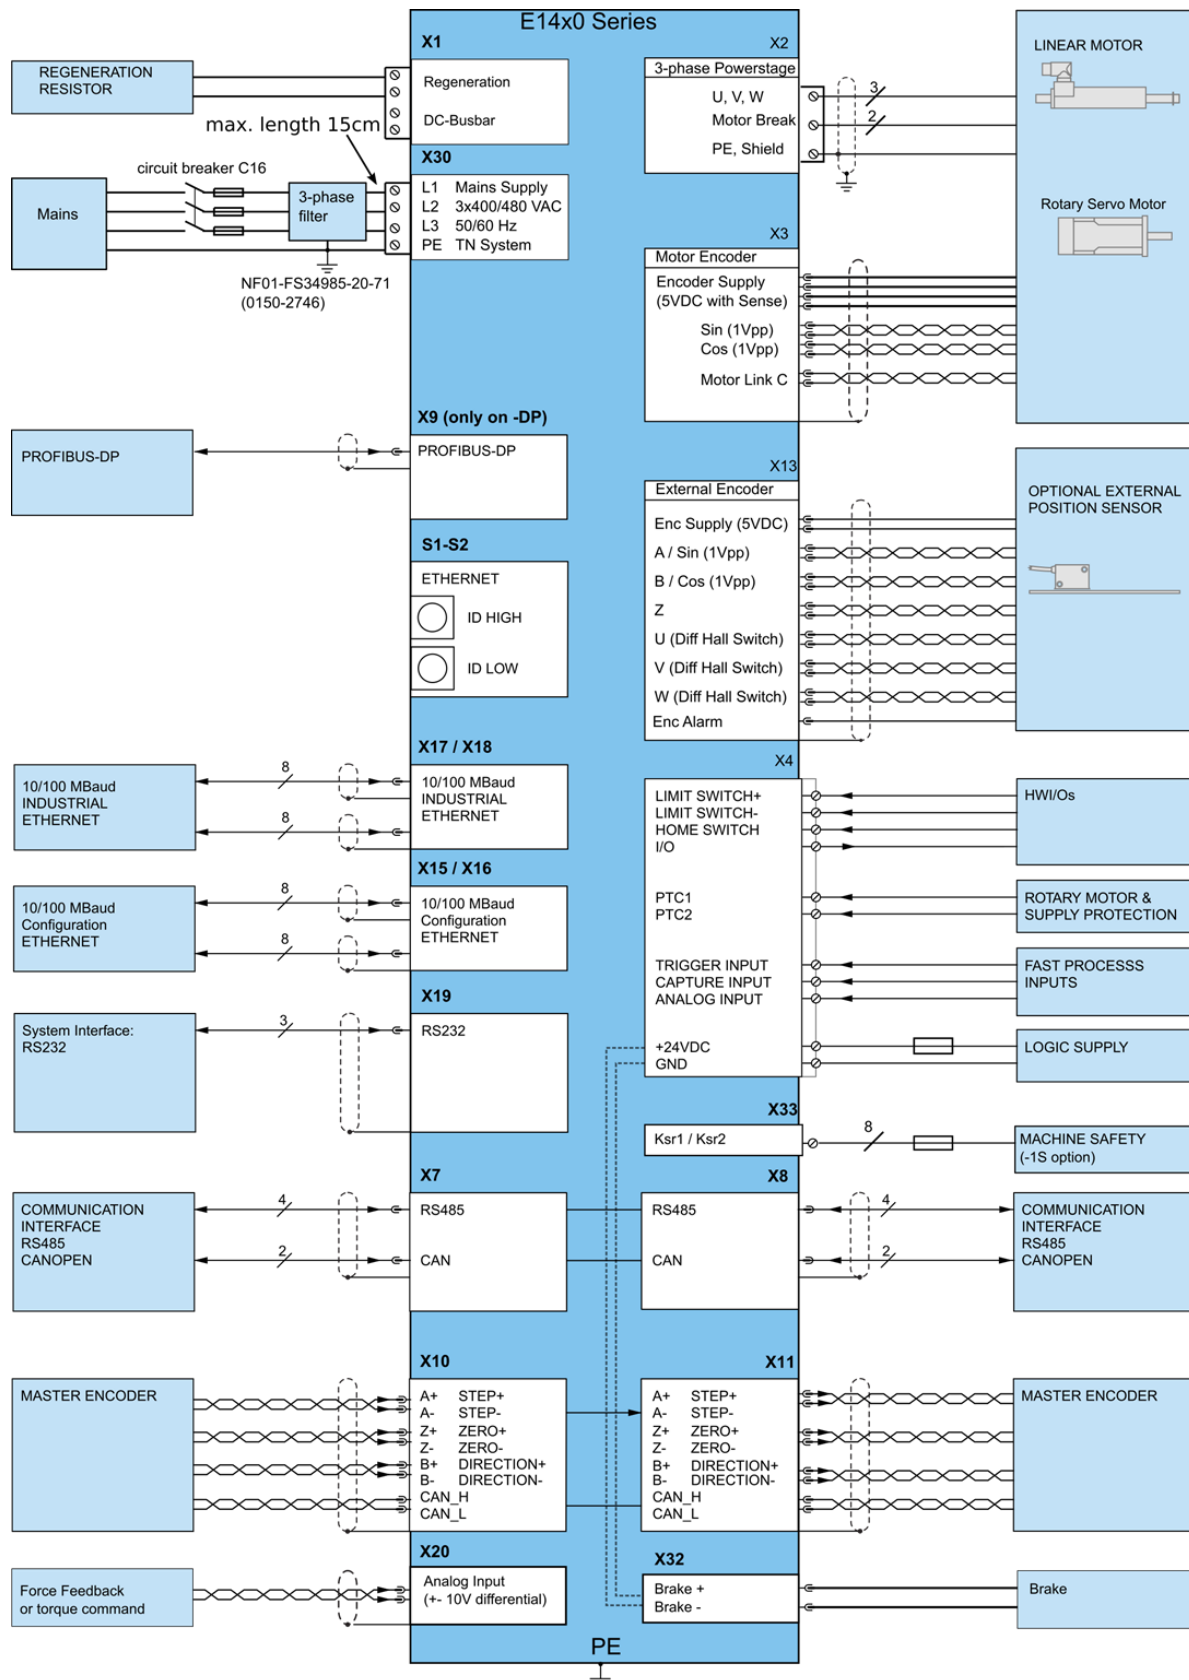 E14x0 Series
X1
REGENERATION
RESISTOR
Regeneration
DC-Busbar
max. length 15cm
X30
circuit breaker C16
Mains
3-phase
filter
L1 Mains Supply
L2 3x400/480 VAC
L3 50/60 Hz
PE TN System
NF01-FS34985-20-71
(0150-2746)
X9 (only on -DP)
PROFIBUS-DP
PROFIBUS-DP
S1-S2
ETHERNET
ID HIGH
ID LOW
X17 / X18
10/100 MBaud
INDUSTRIAL
ETHERNET
8
8
10/100 MBaud
INDUSTRIAL
ETHERNET
X15 / X16
10/100 MBaud
Configuration
ETHERNET
8
8
10/100 MBaud
Configuration
ETHERNET
X19
System Interface:
RS232
3
RS232
X7
COMMUNICATION
INTERFACE
RS485
CANOPEN
4
2
RS485
CAN
X10
MASTER ENCODER
A+ STEP+
A- STEP-
Z+ ZERO+
Z- ZERO-
B+ DIRECTION+
B- DIRECTION-
CAN_H
CAN_L
X20
Force Feedback
or torque command
Analog Input
(+- 10V differential)
X2
3-phase Powerstage
U, V, W
Motor Break
PE, Shield
3
2
LINEAR MOTOR
Rotary Servo Motor
X3
Motor Encoder
Encoder Supply
(5VDC with Sense)
Sin (1Vpp)
Cos (1Vpp)
Motor Link C
X13
External Encoder
Enc Supply (5VDC)
A / Sin (1Vpp)
B / Cos (1Vpp)
Z
U (Diff Hall Switch)
V (Diff Hall Switch)
W (Diff Hall Switch)
Enc Alarm
OPTIONAL EXTERNAL
POSITION SENSOR
X4
LIMIT SWITCH+
LIMIT SWITCH-
HOME SWITCH
I/O
HWI/Os
PTC1
PTC2
ROTARY MOTOR &
SUPPLY PROTECTION
TRIGGER INPUT
CAPTURE INPUT
ANALOG INPUT
FAST PROCESSS
INPUTS
+24VDC
GND
LOGIC SUPPLY
X33
Ksr1 / Ksr2
8
MACHINE SAFETY
(-1S option)
X8
RS485
CAN
4
2
COMMUNICATION
INTERFACE
RS485
CANOPEN
X11
A+ STEP+
A- STEP-
Z+ ZERO+
Z- ZERO-
B+ DIRECTION+
B- DIRECTION-
CAN_H
CAN_L
MASTER ENCODER
X32
Brake +
Brake -
Brake
PE